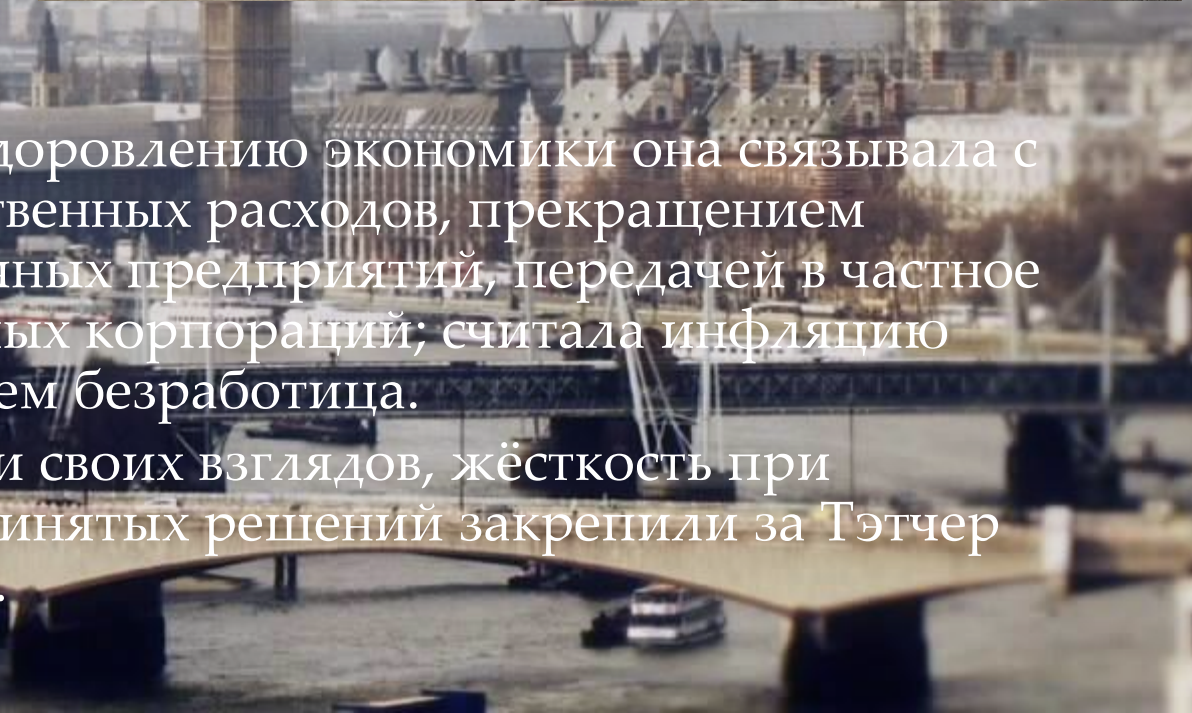 доровлению экономики она связывала с
твенных расходов, прекращением
нных предприятий, передачей в частное
ых корпораций; считала инфляцию
ем безработица.
и своих взглядов, жёсткость при
инятых решений закрепили за Тэтчер
.